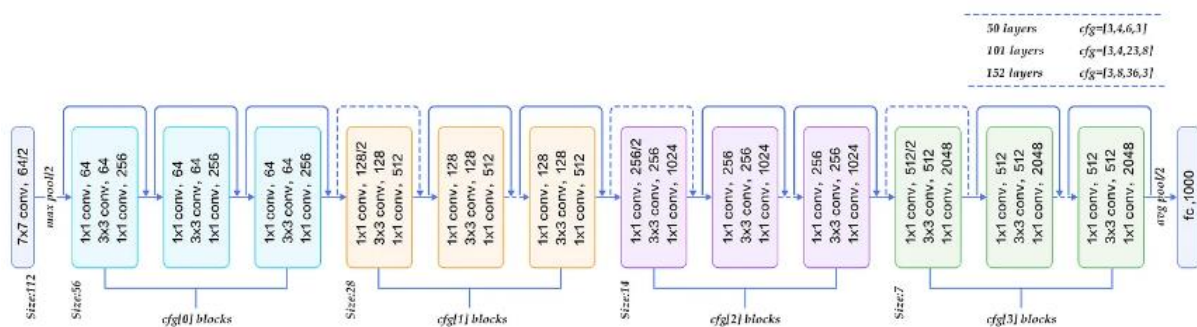 50 layers cfg=[3,4,6,3]
101 layers cfg=[3,4,23,8]
152 layers cfg=[3,8,36,3]
7x7 conv, 64/2
max pool/2
1x1 conv, 64
3x3 conv, 64
1x1 conv, 256
1x1 conv, 64
3x3 conv, 64
1x1 conv, 256
1x1 conv, 64
3x3 conv, 64
1x1 conv, 256
1x1 conv, 128/2
3x3 conv, 128
1x1 conv, 512
1x1 conv, 128
3x3 conv, 128
1x1 conv, 512
1x1 conv, 128
3x3 conv, 128
1x1 conv, 512
1x1 conv, 256/2
3x3 conv, 256
1x1 conv, 1024
1x1 conv, 256
3x3 conv, 256
1x1 conv, 1024
1x1 conv, 256
3x3 conv, 256
1x1 conv, 1024
1x1 conv, 512/2
3x3 conv, 512
1x1 conv, 2048
1x1 conv, 512
3x3 conv, 512
1x1 conv, 2048
1x1 conv, 512
3x3 conv, 512
1x1 conv, 2048
avg pool/2
fc ,1000
Size:112
Size:56
cfg[0] blocks
Size:28
cfg[1] blocks
Size:14
cfg[2] blocks
Size:7
cfg[3] blocks